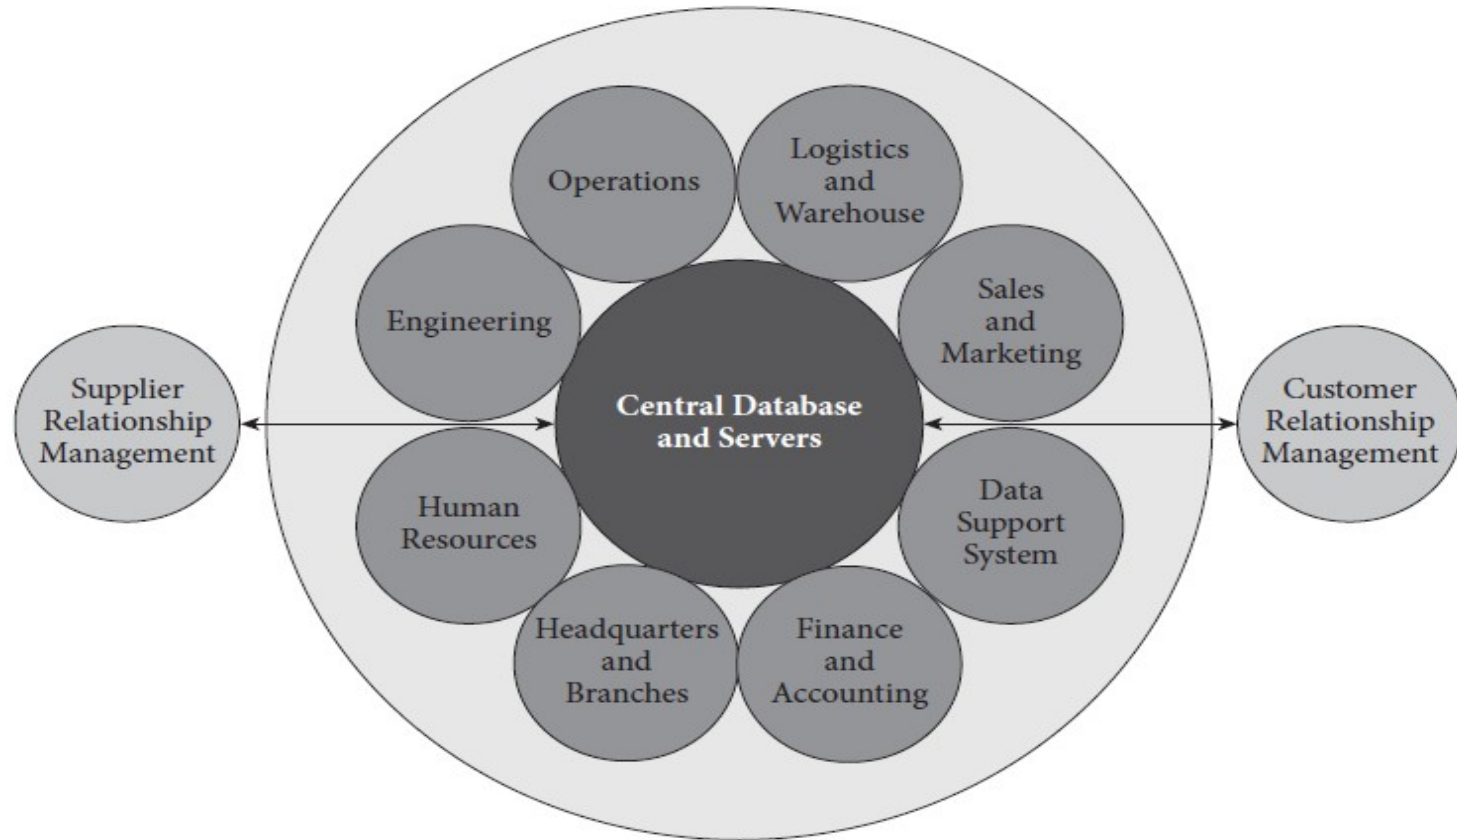 Operations
Logistics
and
Warehouse
Engineering
Sales
and
Marketing
Supplier
Relationship
Management
Central Database
and Servers
Customer
Relationship
Management
Human
Resources
Data
Support
System
Headquarters
and
Branches
Finance
and
Accounting